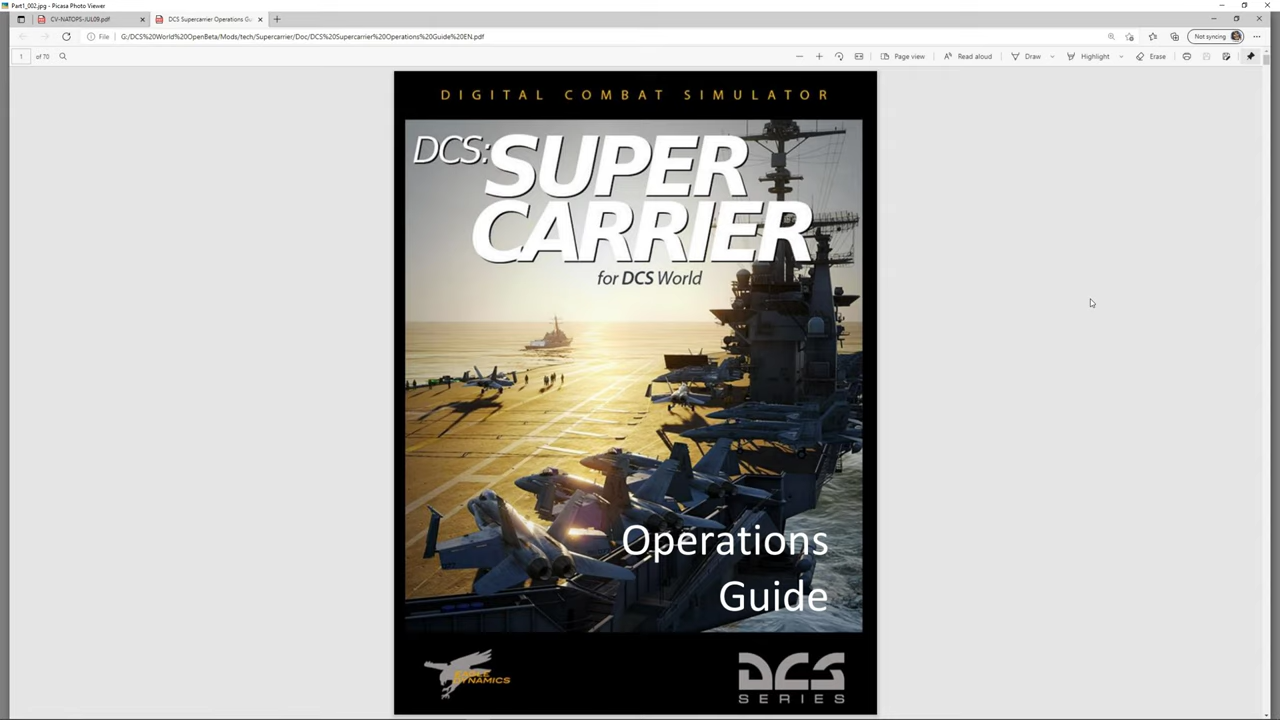 Part1_002.jpg - Picasa Photo Viewer
CV-NATOPS-JUL09.pdf
DCS Supercarrier Operations Gu
File
G:/DCS%20World%20OpenBeta/Mods/tech/Supercarrier/Doc/DCS%20Supercarrier%20Operations%20Guide%20EN.pdf
Not syncing
1 of 70
Page view
Read aloud
Draw
Highlight
Erase
DIGITAL COMBAT SIMULATOR
DCS: SUPER
CARRIER
for DCS World
Operations
Guide
EAGLE
DYNAMICS
DCS
SERIES